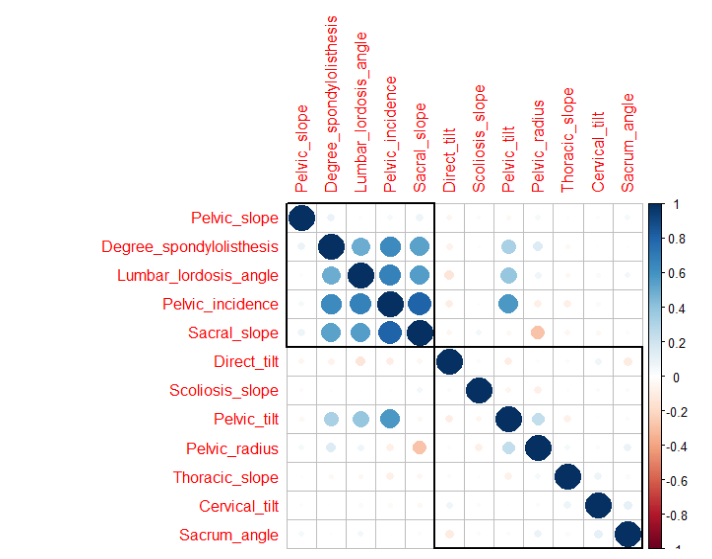 Pelvic_slope
Degree_spondylolisthesis
Lumbar_lordosis_angle
Pelvic_incidence
Sacral_slope
Direct_tilt
Scoliosis_slope
Pelvic_tilt
Pelvic_radius
Thoracic_slope
Cervical_tilt
Sacrum_angle
Pelvic_slope
Degree_spondylolisthesis
Lumbar_lordosis_angle
Pelvic_incidence
Sacral_slope
Direct_tilt
Scoliosis_slope
Pelvic_tilt
Pelvic_radius
Thoracic_slope
Cervical_tilt
Sacrum_angle
1
0.8
0.6
0.4
0.2
0
-0.2
-0.4
-0.6
-0.8
-1